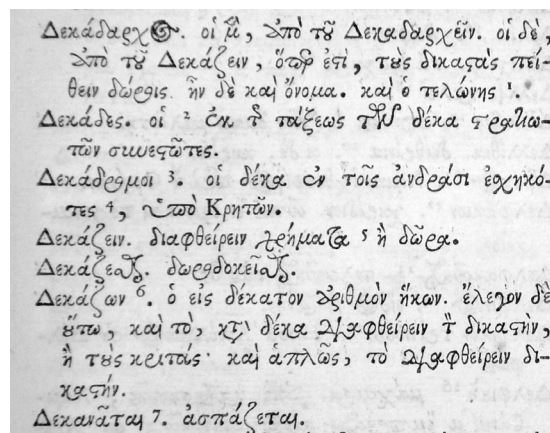 Δεκάδαρχος. οἱ μὲν, ἀπὸ τοῦ Δεκαδαρχεῖν. οἱ δὲ,
ἀπὸ τοῦ Δεκάζειν, ὅπερ ἐστὶ, τοὺς δικαστὰς πεί-
θειν δώροις. ἦν δὲ καὶ ὄνομα. καὶ ὁ τελώνης 1.
Δεκάδες. οἱ 2 ἐκ τῆς τάξεως τῶν δέκα στρατιω-
τῶν συνεστῶτες.
Δεκάδρομοι 3. οἱ δέκα ἐν τοῖς ἀνδράσι ἐσχηκό-
τες 4, ὑπὸ Κρητῶν.
Δεκάζειν. διαφθείρειν χρήμασι 5 ἢ δῶρα.
Δεκάζεσθαι. δωροδοκεῖσθαι.
Δεκάζων 6. ὁ εἰς δέκατον ἀριθμὸν ἥκων. ἔλεγον δὲ
οὕτω, καὶ τὸ, κατὰ δέκα διαφθείρειν τὸν δικαστὴν,
ἢ τοὺς κριτάς· καὶ ἁπλῶς, τὸ διαφθείρειν δι-
καστήν.
Δεκανᾶται 7. ἀσπάζεται.